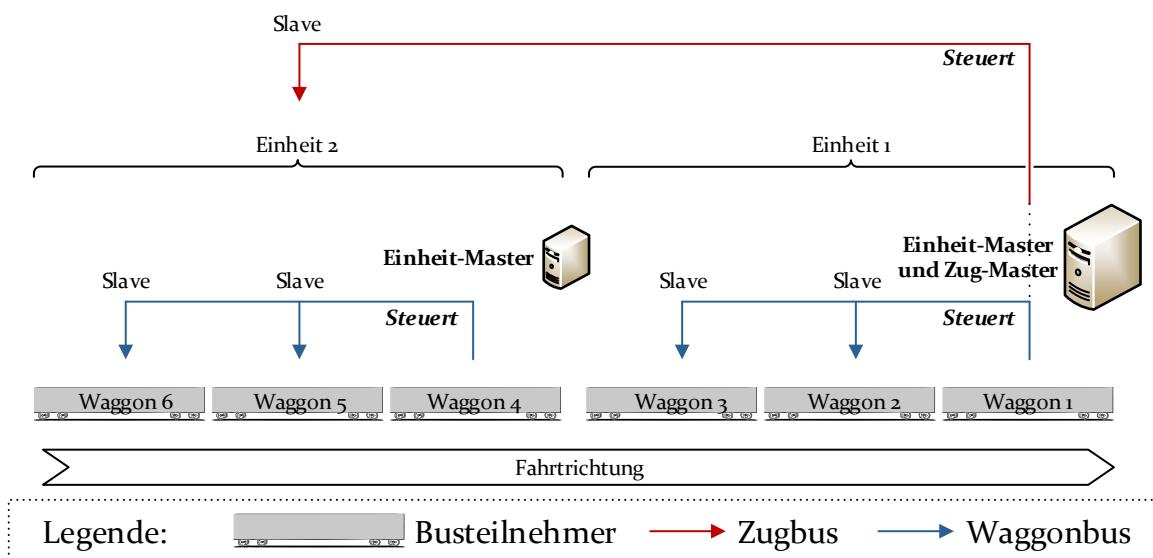 Slave
Steuert
Einheit 2
Einheit 1
Einheit-Master
Einheit-Master
und Zug-Master
Slave
Slave
Steuert
Slave
Slave
Steuert
Waggon 6
Waggon 5
Waggon 4
Waggon 3
Waggon 2
Waggon 1
Fahrtrichtung
Legende:
Busteilnehmer
Zugbus
Waggonbus